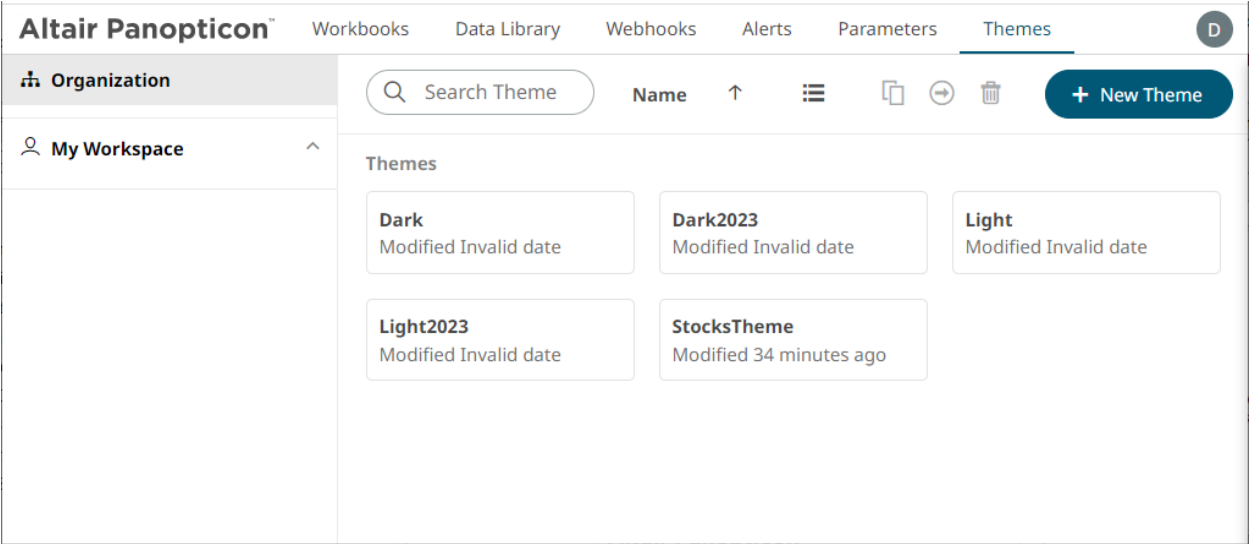 Altair Panopticon™ Workbooks Data Library Webhooks Alerts Parameters Themes D
Organization
My Workspace
Search Theme Name ↑ + New Theme
Themes
Dark
Modified Invalid date
Dark2023
Modified Invalid date
Light
Modified Invalid date
Light2023
Modified Invalid date
StocksTheme
Modified 34 minutes ago